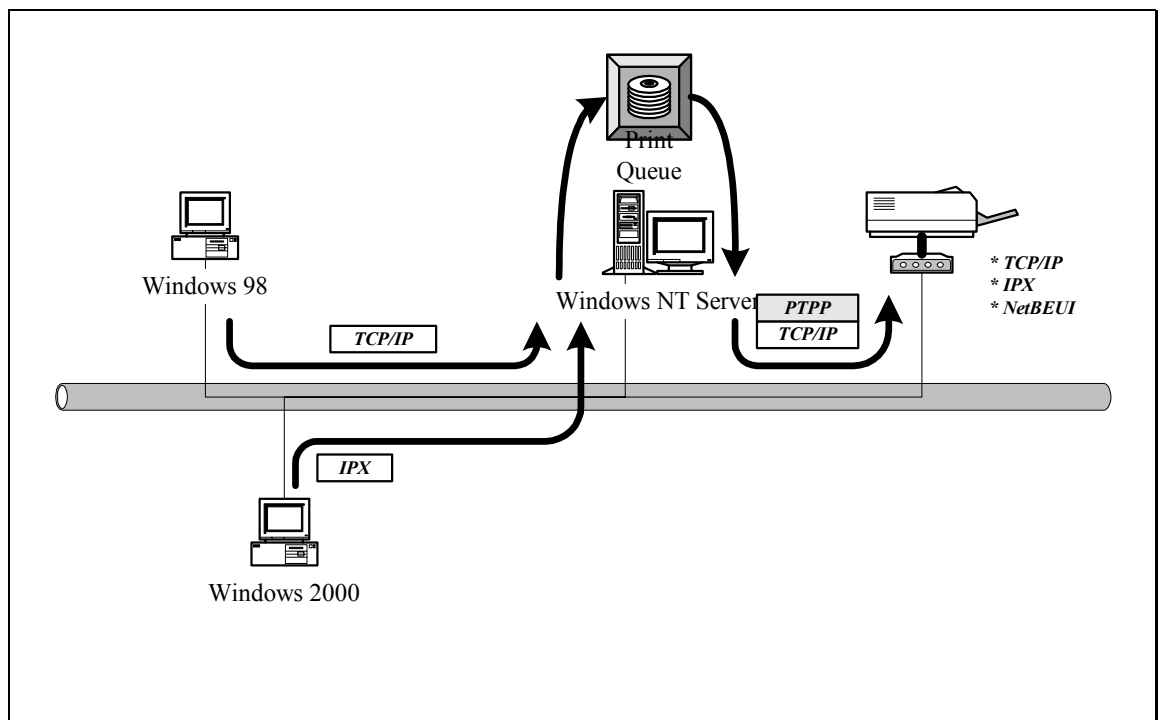 Print
Queue
Windows 98
Windows NT Server
* TCP/IP
* IPX
* NetBEUI
PTPP
TCP/IP
TCP/IP
IPX
Windows 2000